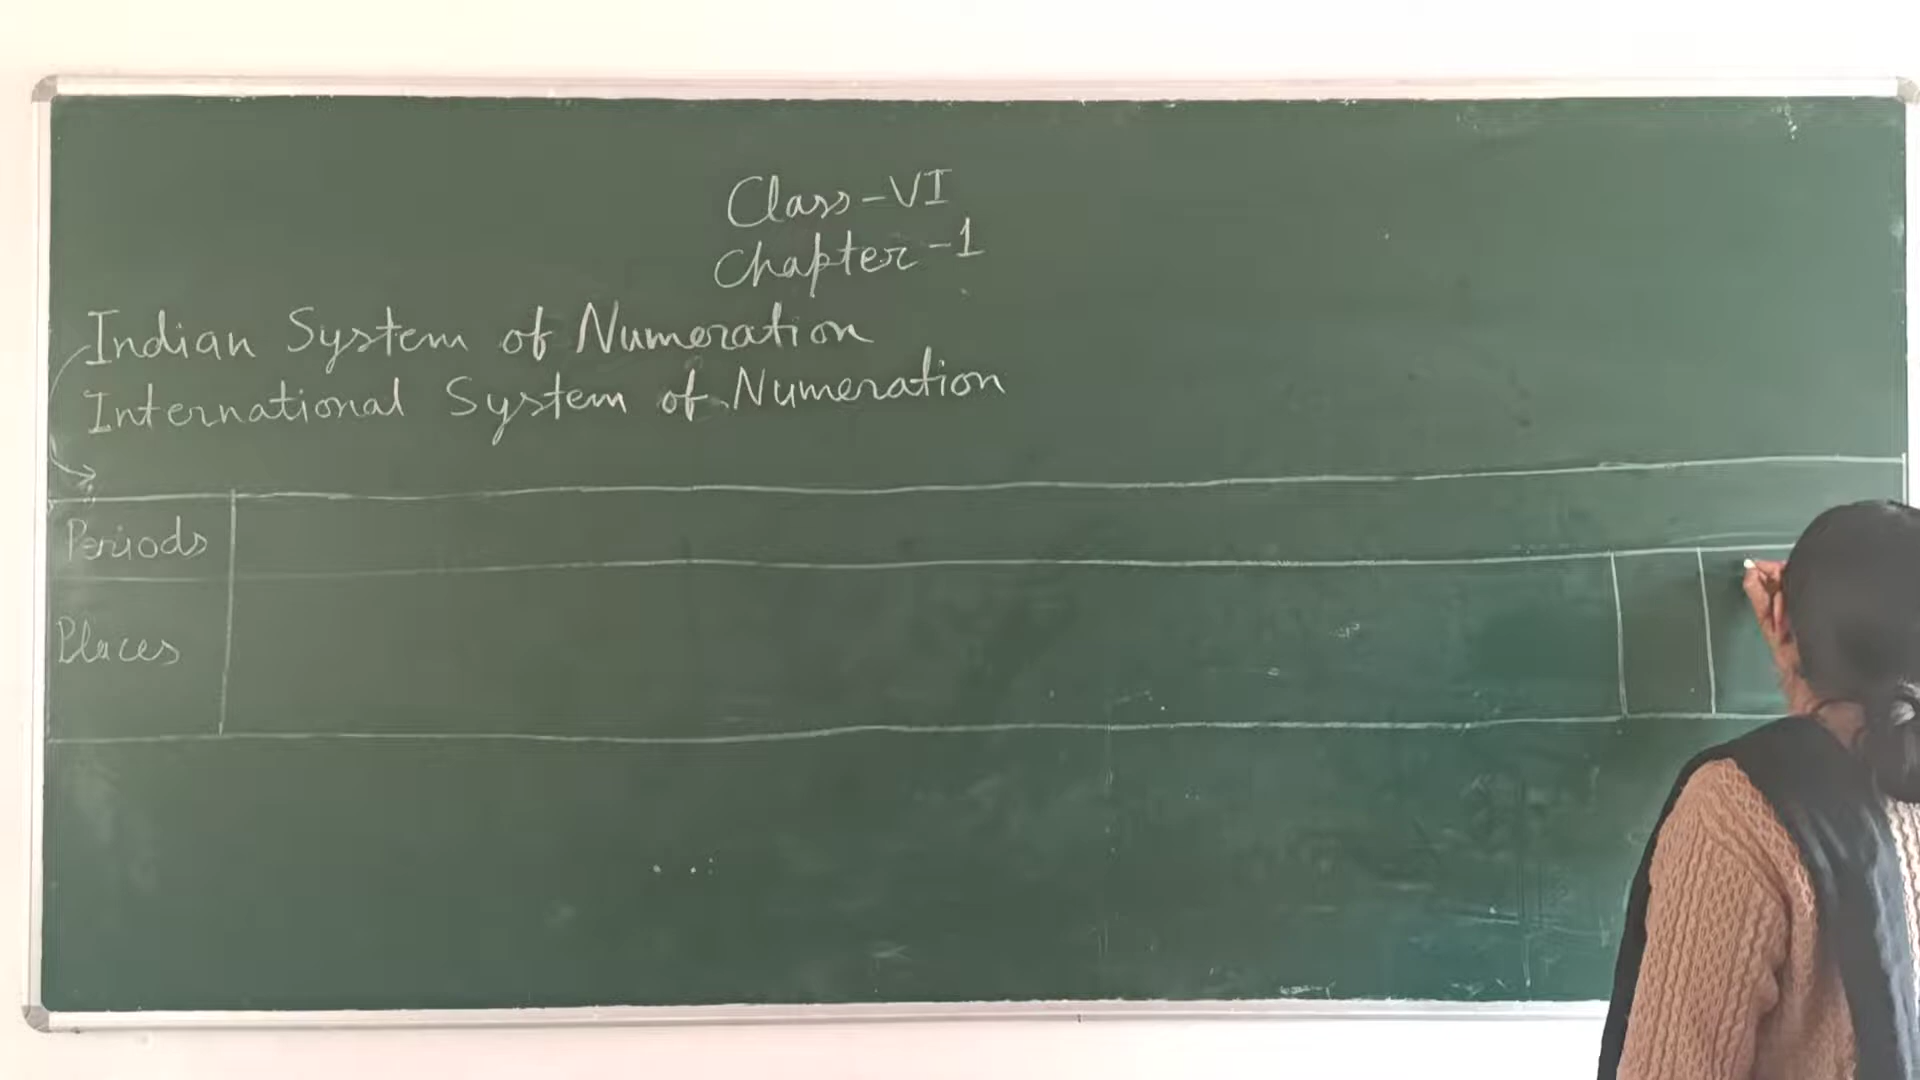 Class-VI
Chapter-1
Indian System of Numeration
International System of Numeration
Periods
Places